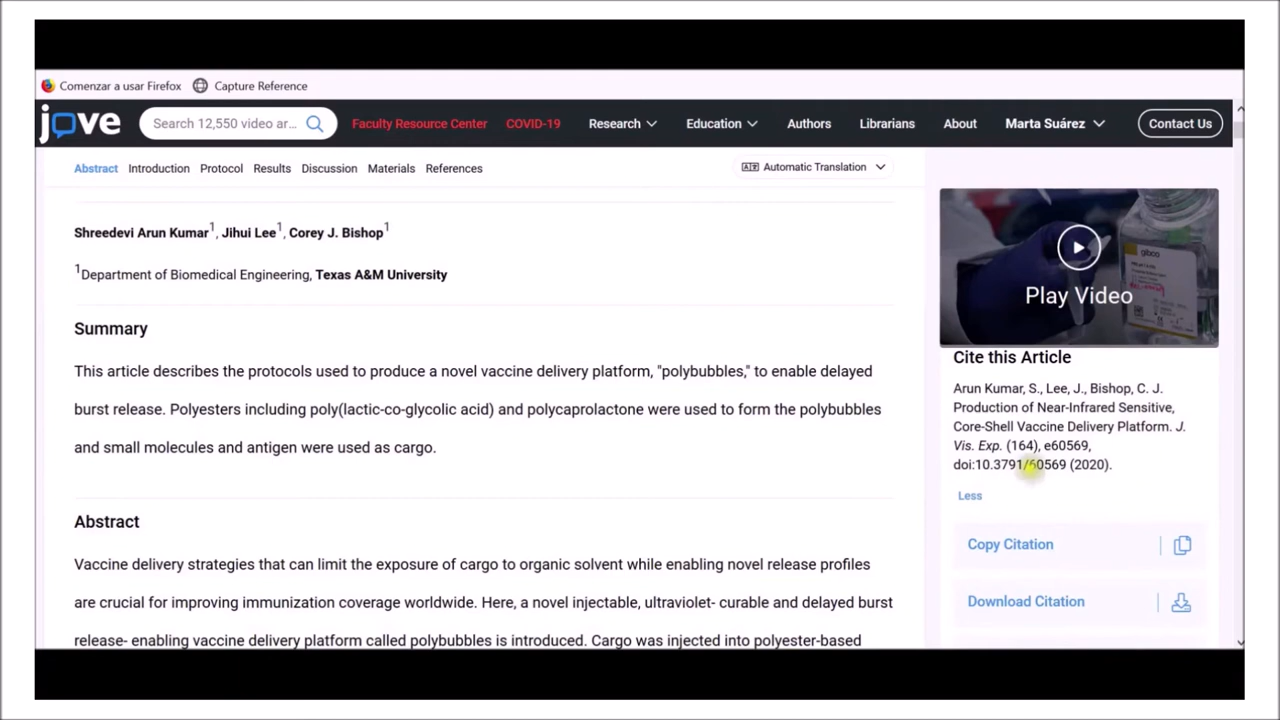 Comenzar a usar Firefox Capture Reference
jove
Search 12,550 video ar...
Faculty Resource Center COVID-19 Research Education Authors Librarians About Marta Suárez Contact Us
Abstract Introduction Protocol Results Discussion Materials References
Automatic Translation
Shreedevi Arun Kumar1, Jihui Lee1, Corey J. Bishop1
1Department of Biomedical Engineering, Texas A&M University
Summary
This article describes the protocols used to produce a novel vaccine delivery platform, "polybubbles," to enable delayed
burst release. Polyesters including poly(lactic-co-glycolic acid) and polycaprolactone were used to form the polybubbles
and small molecules and antigen were used as cargo.
Abstract
Vaccine delivery strategies that can limit the exposure of cargo to organic solvent while enabling novel release profiles
are crucial for improving immunization coverage worldwide. Here, a novel injectable, ultraviolet- curable and delayed burst
release- enabling vaccine delivery platform called polybubbles is introduced. Cargo was injected into polyester-based
gibco
Play Video
Cite this Article
Arun Kumar, S., Lee, J., Bishop, C. J.
Production of Near-Infrared Sensitive,
Core-Shell Vaccine Delivery Platform. J.
Vis. Exp. (164), e60569,
doi:10.3791/60569 (2020).
Less
Copy Citation
Download Citation